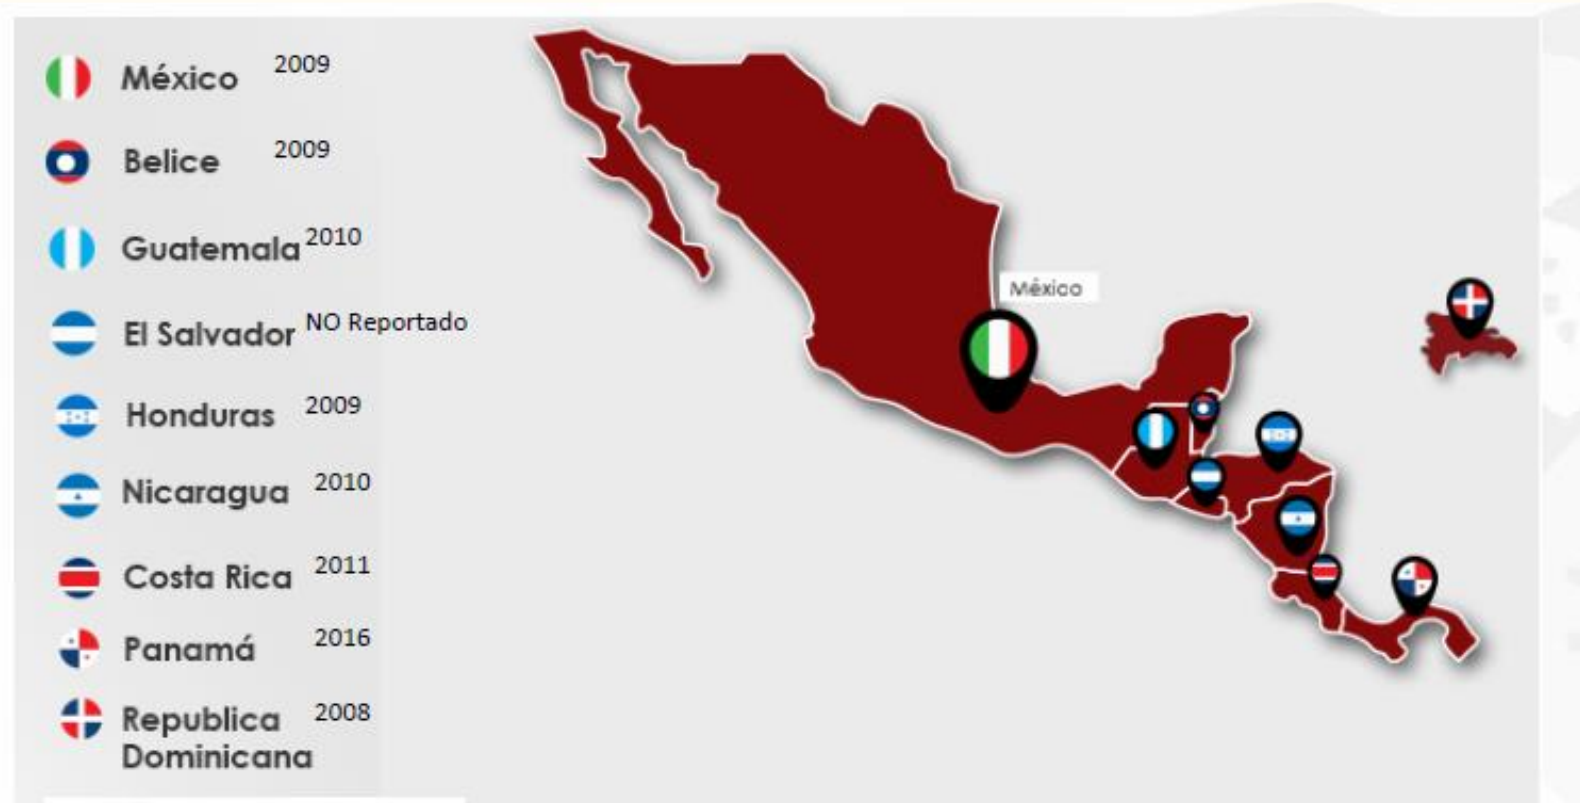 México 2009
Belice 2009
Guatemala 2010
El Salvador NO Reportado
Honduras 2009
Nicaragua 2010
Costa Rica 2011
Panamá 2016
Republica 2008
Dominicana
México